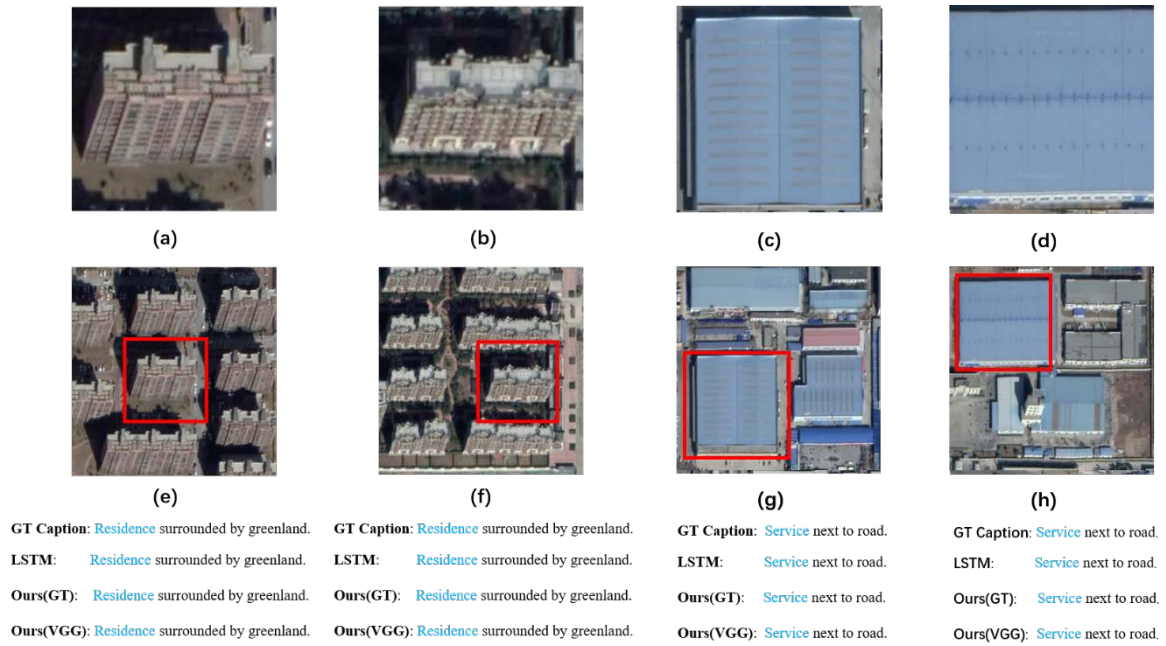 (a) (b) (c) (d)
(e) (f) (g) (h)
GT Caption: Residence surrounded by greenland.
LSTM: Residence surrounded by greenland.
Ours(GT): Residence surrounded by greenland.
Ours(VGG): Residence surrounded by greenland.
GT Caption: Residence surrounded by greenland.
LSTM: Residence surrounded by greenland.
Ours(GT): Residence surrounded by greenland.
Ours(VGG): Residence surrounded by greenland.
GT Caption: Service next to road.
LSTM: Service next to road.
Ours(GT): Service next to road.
Ours(VGG): Service next to road.
GT Caption: Service next to road.
LSTM: Service next to road.
Ours(GT): Service next to road.
Ours(VGG): Service next to road.